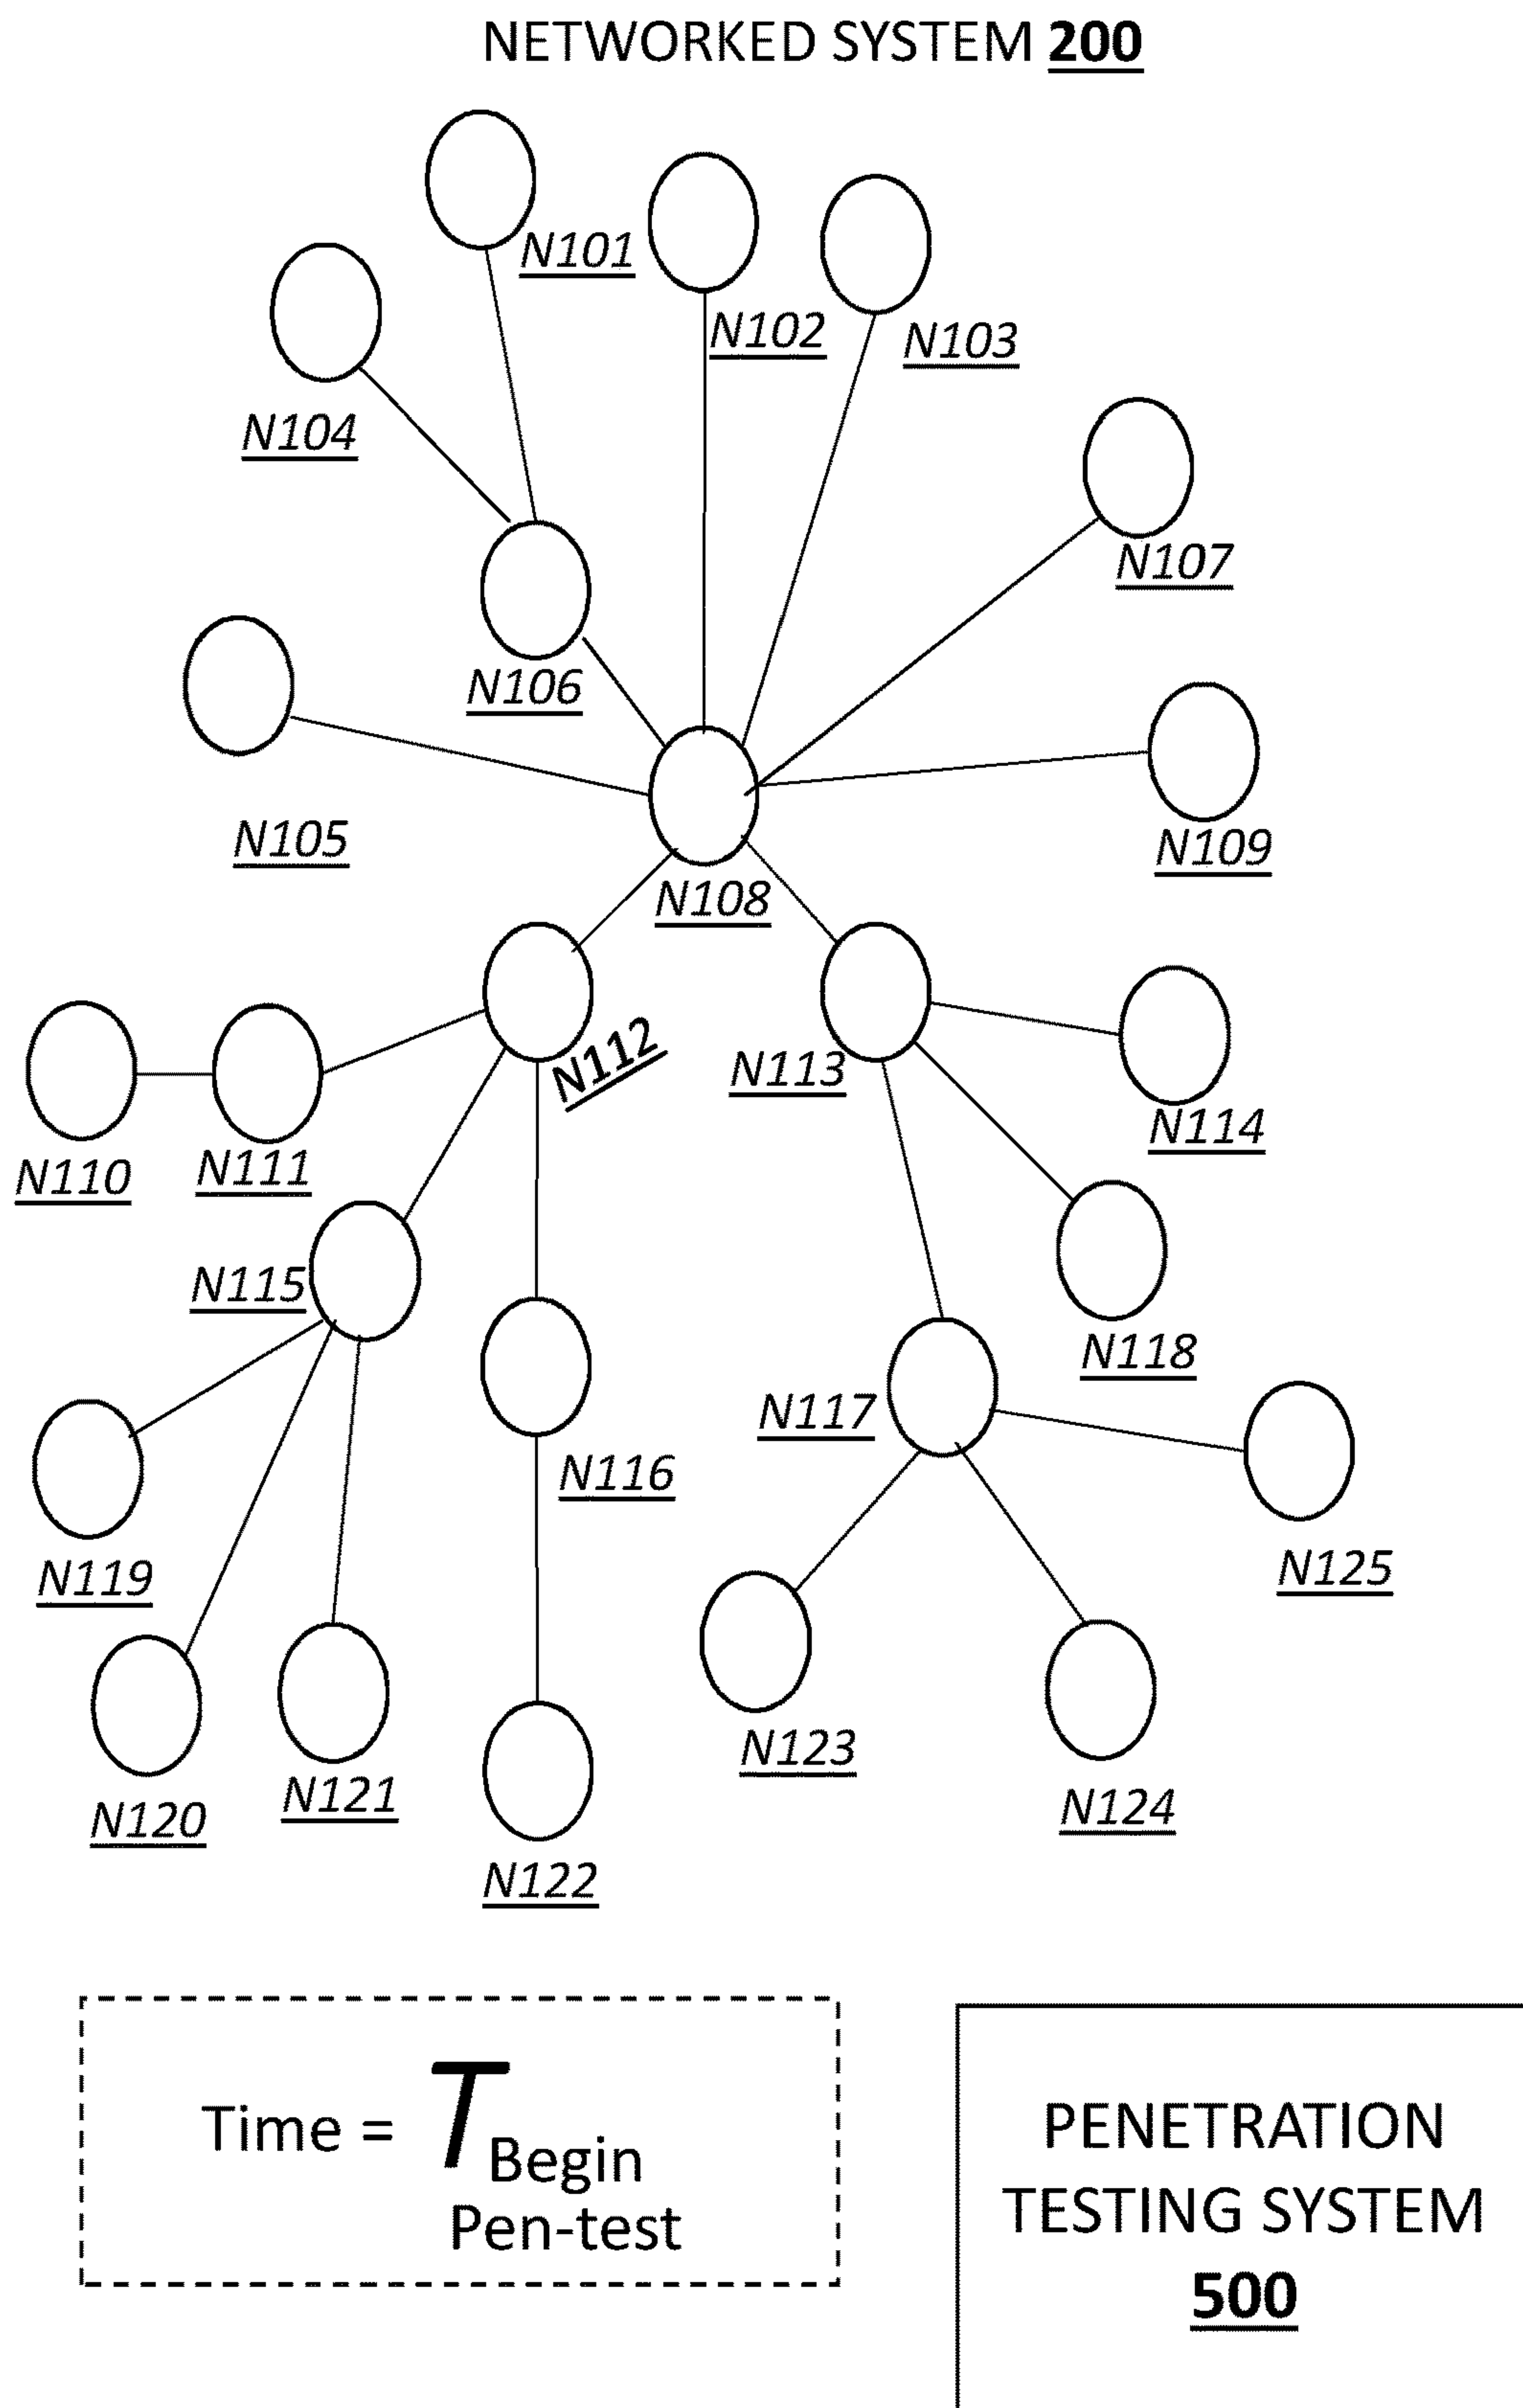 NETWORKED SYSTEM 200
N101
N102
N103
N104
N107
N106
N105
N109
N108
N112
N113
N114
N110
N111
N115
N118
N117
N116
N125
N119
N123
N121
N124
N120
N122
Time = T Begin
Pen-test
PENETRATION
TESTING SYSTEM
500